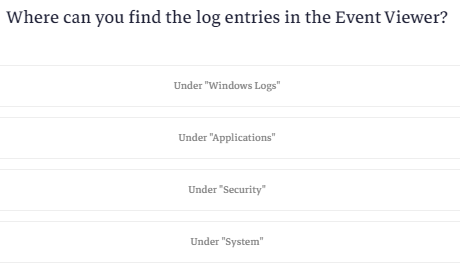 Where can you find the log entries in the Event Viewer?
Under "Windows Logs"
Under "Applications"
Under "Security"
Under "System"